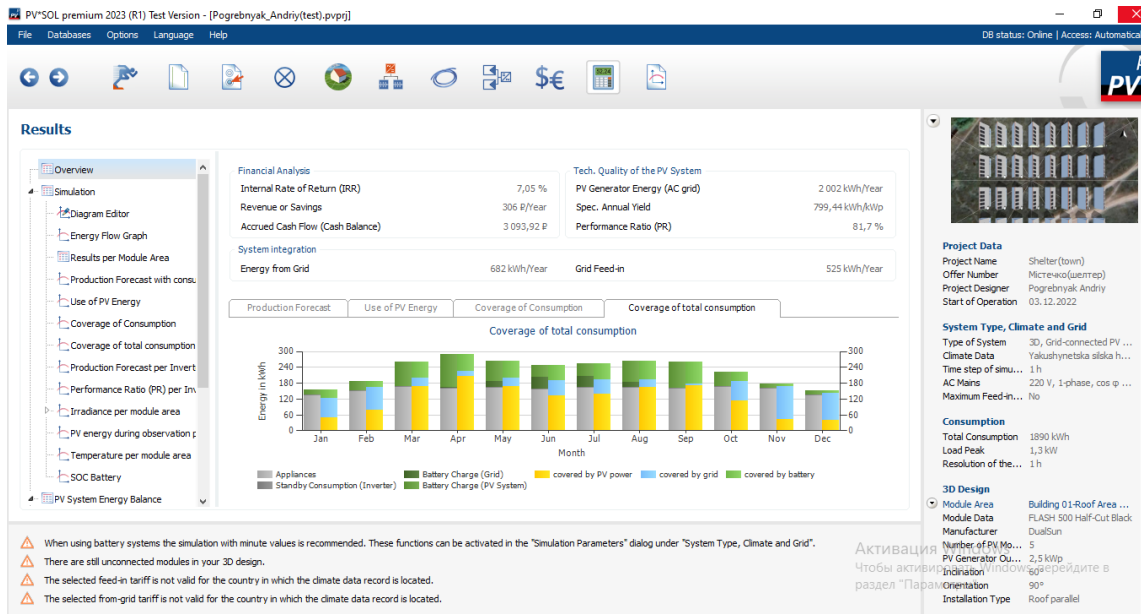 PV*SOL premium 2023 (R1) Test Version - [Pogrebnyak_Andriy(test).pvprj]
File Databases Options Language Help
DB status: Online | Access: Automatical
PV
Results
Overview
Simulation
Diagram Editor
Energy Flow Graph
Results per Module Area
Production Forecast with consu
Use of PV Energy
Coverage of Consumption
Coverage of total consumption
Production Forecast per Invert
Performance Ratio (PR) per Inv
Irradiance per module area
PV energy during observation p
Temperature per module area
SOC Battery
PV System Energy Balance
Financial Analysis
Internal Rate of Return (IRR) 7,05 %
Revenue or Savings 306 ₽/Year
Accrued Cash Flow (Cash Balance) 3 093,92 ₽
Tech. Quality of the PV System
PV Generator Energy (AC grid) 2 002 kWh/Year
Spec. Annual Yield 799,44 kWh/kWp
Performance Ratio (PR) 81,7 %
System integration
Energy from Grid 682 kWh/Year Grid Feed-in 525 kWh/Year
Production Forecast Use of PV Energy Coverage of Consumption Coverage of total consumption
Coverage of total consumption
Energy in kWh
300 300
240 240
180 180
120 120
60 60
0 0
Jan Feb Mar Apr May Jun Jul Aug Sep Oct Nov Dec
Month
Appliances Battery Charge (Grid) covered by PV power covered by grid covered by battery
Standby Consumption (Inverter) Battery Charge (PV System)
When using battery systems the simulation with minute values is recommended. These functions can be activated in the "Simulation Parameters" dialog under "System Type, Climate and Grid".
There are still unconnected modules in your 3D design.
The selected feed-in tariff is not valid for the country in which the climate data record is located.
The selected from-grid tariff is not valid for the country in which the climate data record is located.
Project Data
Project Name Shelter(town)
Offer Number Містечко(шелтер)
Project Designer Pogrebnyak Andriy
Start of Operation 03.12.2022
System Type, Climate and Grid
Type of System 3D, Grid-connected PV ...
Climate Data Yakushynetska silska h...
Time step of simu... 1 h
AC Mains 220 V, 1-phase, cos φ ...
Maximum Feed-in... No
Consumption
Total Consumption 1890 kWh
Load Peak 1,3 kW
Resolution of the... 1 h
3D Design
Module Area Building 01-Roof Area ...
Module Data FLASH 500 Half-Cut Black
Manufacturer DualSun
Number of PV Mo... 5
PV Generator Ou... 2,5 kWp
Inclination 60°
Orientation 90°
Installation Type Roof parallel
Активация Windows
Чтобы активировать Windows, перейдите в
раздел "Парам